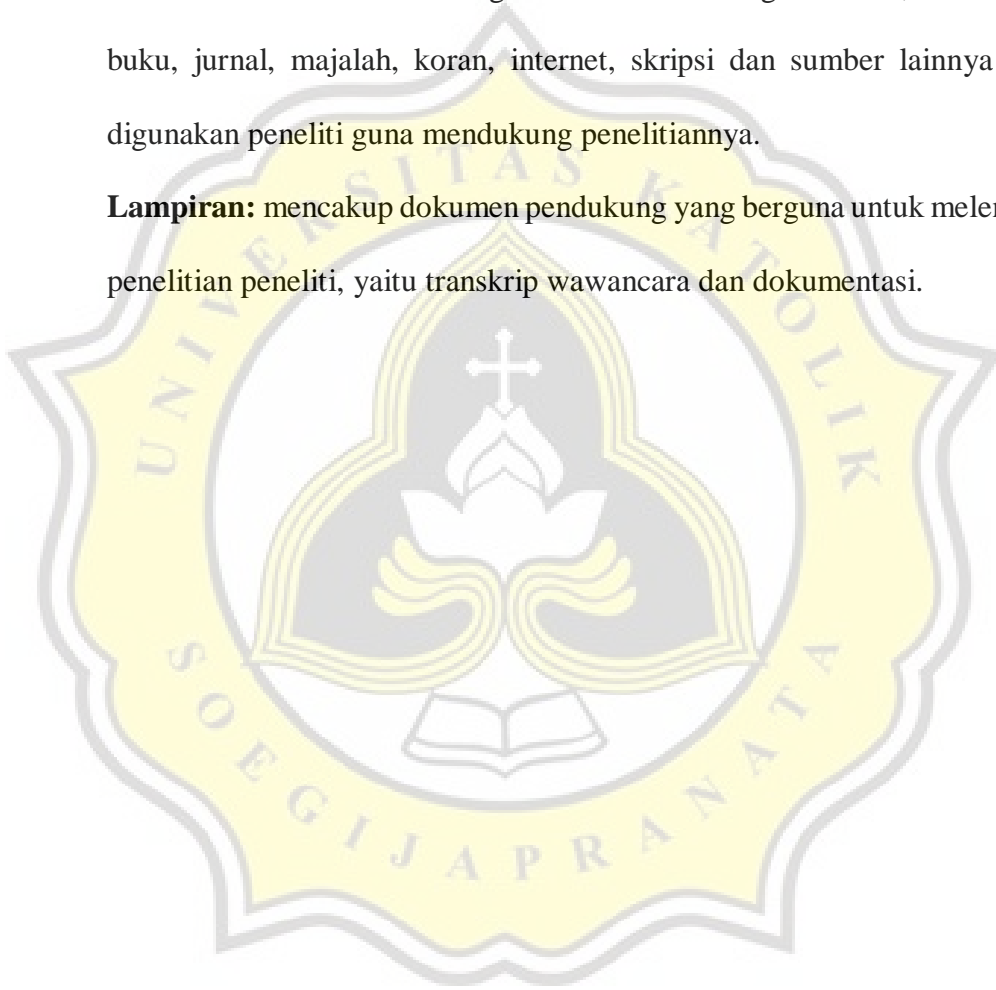 buku, jurnal, majalah, koran, internet, skripsi dan sumber lainnya
digunakan peneliti guna mendukung penelitiannya.
Lampiran: mencakup dokumen pendukung yang berguna untuk
penelitian peneliti, yaitu transkrip wawancara dan dokumentasi.
UNIVERSITAS KATOLIK
SOEGIJAPRANATA